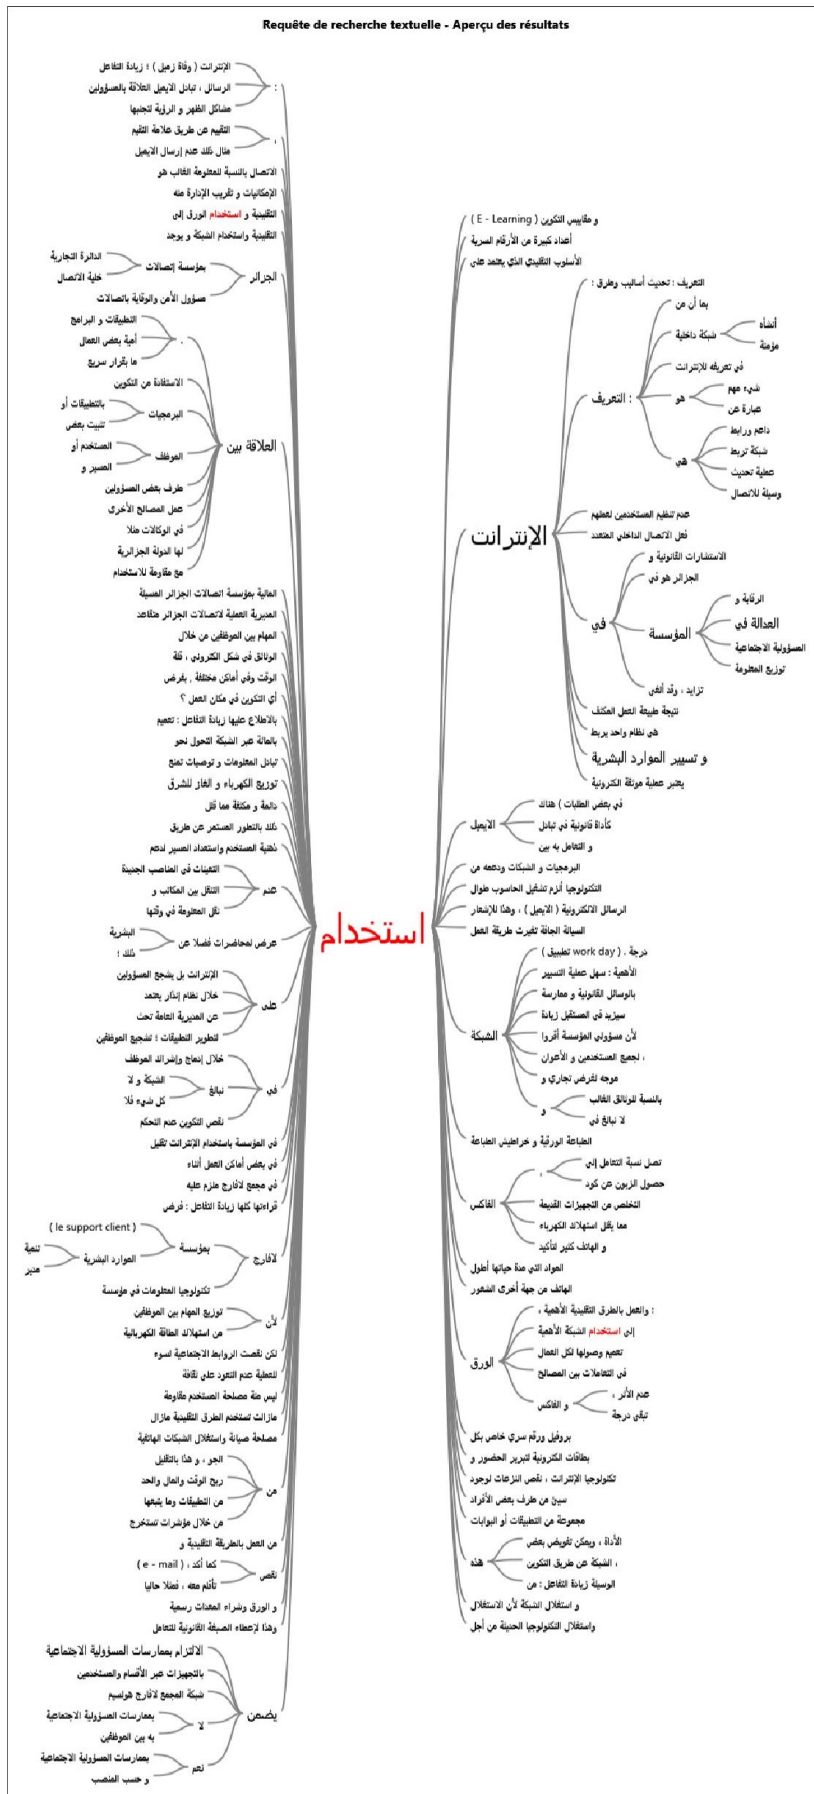 Requête de recherche textuelle - Aperçu des résultats
الإنترانت ( وفاة زميل ) ؛ زيادة التفاعل
الرسائل ، تبادل الايميل العلاقة بالمسؤولين
:
مشاكل الظهر و الرؤية لتجنبها
التقييم عن طريق علامة التقيم
،
مثال ذلك عدم إرسال الايميل
الاتصال بالنسبة للمعلومة الغالب هو
الإمكانيات و تقريب الإدارة منه
التقليدية و استخدام الورق إلى
التقليدية واستخدام الشبكة و يوجد
الدائرة التجارية
خلية الاتصال
بمؤسسة إتصالات
مسؤول الأمن والوقاية باتصالات
الجزائر
التطبيقات و البرامج
أمية بعض العمال
ما بقرار سريع
.
الاستفادة من التكوين
بالتطبيقات أو
تثبيت بعض
البرمجيات
المستخدم أو
المسير و
الموظف
طرف بعض المسؤولين
عمل المصالح الأخرى
في الوكالات مثلا
لها الدولة الجزائرية
مع مقاومة للاستخدام
العلاقة بين
المالية بمؤسسة اتصالات الجزائر المسيلة
المديرية العملية لاتصالات الجزائر متقاعد
المهام بين الموظفين من خلال
الوثائق في شكل الكتروني ، قلة
الوقت وفي أماكن مختلفة . بغرض
أي التكوين في مكان العمل ؟
بالاطلاع عليها زيادة التفاعل : تعميم
بالمالة عبر الشبكة التحول نحو
تبادل المعلومات و توصيات تمنع
توزيع الكهرباء و الغاز للشرق
دائمة و مكثفة مما قلل
ذلك بالتطور المستمر عن طريق
ذهنية المستخدم واستعداد المسير لدعم
التعينات في المناصب الجديدة
التنقل بين المكاتب و
نقل المعلومة في وقتها
عدم
البشرية
ذلك ؛
عرض لمحاضرات فضلا عن
الإنترانت بل يشجع المسؤولين
خلال نظام إنذار يعتمد
عن المديرية العامة تحث
لتطوير التطبيقات ؛ تشجيع الموظفين
على
خلال إدماج وإشراك الموظف
الشبكة و لا
كل شيء فلا
نبالغ
نقص التكوين عدم التحكم
في
في المؤسسة باستخدام الإنترانت تقليل
في بعض أماكن العمل أثناء
في مجمع لافارج ملزم عليه
قراءتها كلها زيادة التفاعل : فرض
( le support client )
تنمية
مدير
الموارد البشرية
بمؤسسة
تكنولوجيا المعلومات في مؤسسة
لافارج
توزيع المهام بين الموظفين
من استهلاك الطاقة الكهربائية
لأن
لكن نقصت الروابط الاجتماعية لسوء
للعملية عدم التعود على ثقافة
ليس منة مصلحة المستخدم مقاومة
مازالت تستخدم الطرق التقليدية مازال
مصلحة صيانة واستغلال الشبكات الهاتفية
الجو ، و هذا بالتقليل
ربح الوقت والمال والحد
من التطبيقات وما يتبعها
من خلال مؤشرات تستخرج
من
من العمل بالطريقة التقليدية و
كما أكد ، ( e - mail )
تأقلم معه ، فمثلا حاليا
نقص
و الورق وشراء المعدات رسمية
وهذا لإعطاء الصبغة القانونية للتعامل
الالتزام بممارسات المسؤولية الاجتماعية
بالتجهيزات عبر الأقسام والمستخدمين
شبكة المجمع لافارج هولسيم
بممارسات المسؤولية الاجتماعية
به بين الموظفين
لا
بممارسات المسؤولية الاجتماعية
و حسب المنصب
نعم
يضمن
استخدام
و مقاييس التكوين ( E - Learning )
أعداد كبيرة من الأرقام السرية
الأسلوب التقليدي الذي يعتمد على
الإنترانت
التعريف : تحديث أساليب وطرق :
: التعريف
بما أن من
شبكة داخلية
أنشأه
مؤمنة
في تعريفه للإنترانت
هو
شيء مهم
عبارة عن
هي
داعم ورابط
شبكة تربط
عملية تحديث
وسيلة للاتصال
عدم تنظيم المستخدمين لعملهم
فعل الاتصال الداخلي المتعدد
في
الاستشارات القانونية و
الجزائر هو في
المؤسسة
الرقابة و
العدالة في
المسؤولية الاجتماعية
توزيع المعلومة
تزايد ، وقد ألغى
نتيجة طبيعة العمل المكثف
هي نظام واحد يربط
و تسيير الموارد البشرية
يعتبر عملية موثقة الكترونية
الايميل
في بعض الطلبات ) هناك
كأداة قانونية في تبادل
و التعامل به بين
البرمجيات و الشبكات ودعمه من
التكنولوجيا ألزم تشغيل الحاسوب طوال
الرسائل الالكترونية ( الايميل ) ، وهذا للإشعار
السيالة الجافة تغيرت طريقة العمل
الشبكة
درجة . ( work day تطبيق )
الأهمية : سهل عملية التسيير
بالوسائل القانونية و ممارسة
سيزيد في المستقبل زيادة
لأن مسؤولي المؤسسة أقروا
، لجميع المستخدمين و الأعوان
موجه لغرض تجاري و
و
بالنسبة للوثائق الغالب
لا نبالغ في
الطباعة الورقية و خراطيش الطباعة
الفاكس
،
تصل نسبة التعامل إلى
حصول الزبون عن كود
التخلص من التجهيزات القديمة
مما يقلل استهلاك الكهرباء
و الهاتف كثير لتأكيد
المواد التي مدة حياتها أطول
الهاتف من جهة أخرى الشعور
الورق
: والعمل بالطرق التقليدية الأهمية ،
إلى استخدام الشبكة الأهمية
تعميم وصولها لكل العمال
في التعاملات بين المصالح
و الفاكس
عدم الأثر ،
تبقى درجة
بروفيل ورقم سري خاص بكل
بطاقات الكترونية لتبرير الحضور و
تكنولوجيا الإنترانت ، نقص النزعات لوجود
سيئ من طرف بعض الأفراد
مجموعة من التطبيقات أو البوابات
هذه
الأداة ، ويمكن تفويض بعض
، الشبكة عن طريق التكوين
الوسيلة زيادة التفاعل : من
و استغلال الشبكة لأن الاستغلال
واستغلال التكنولوجيا الحديثة من أجل